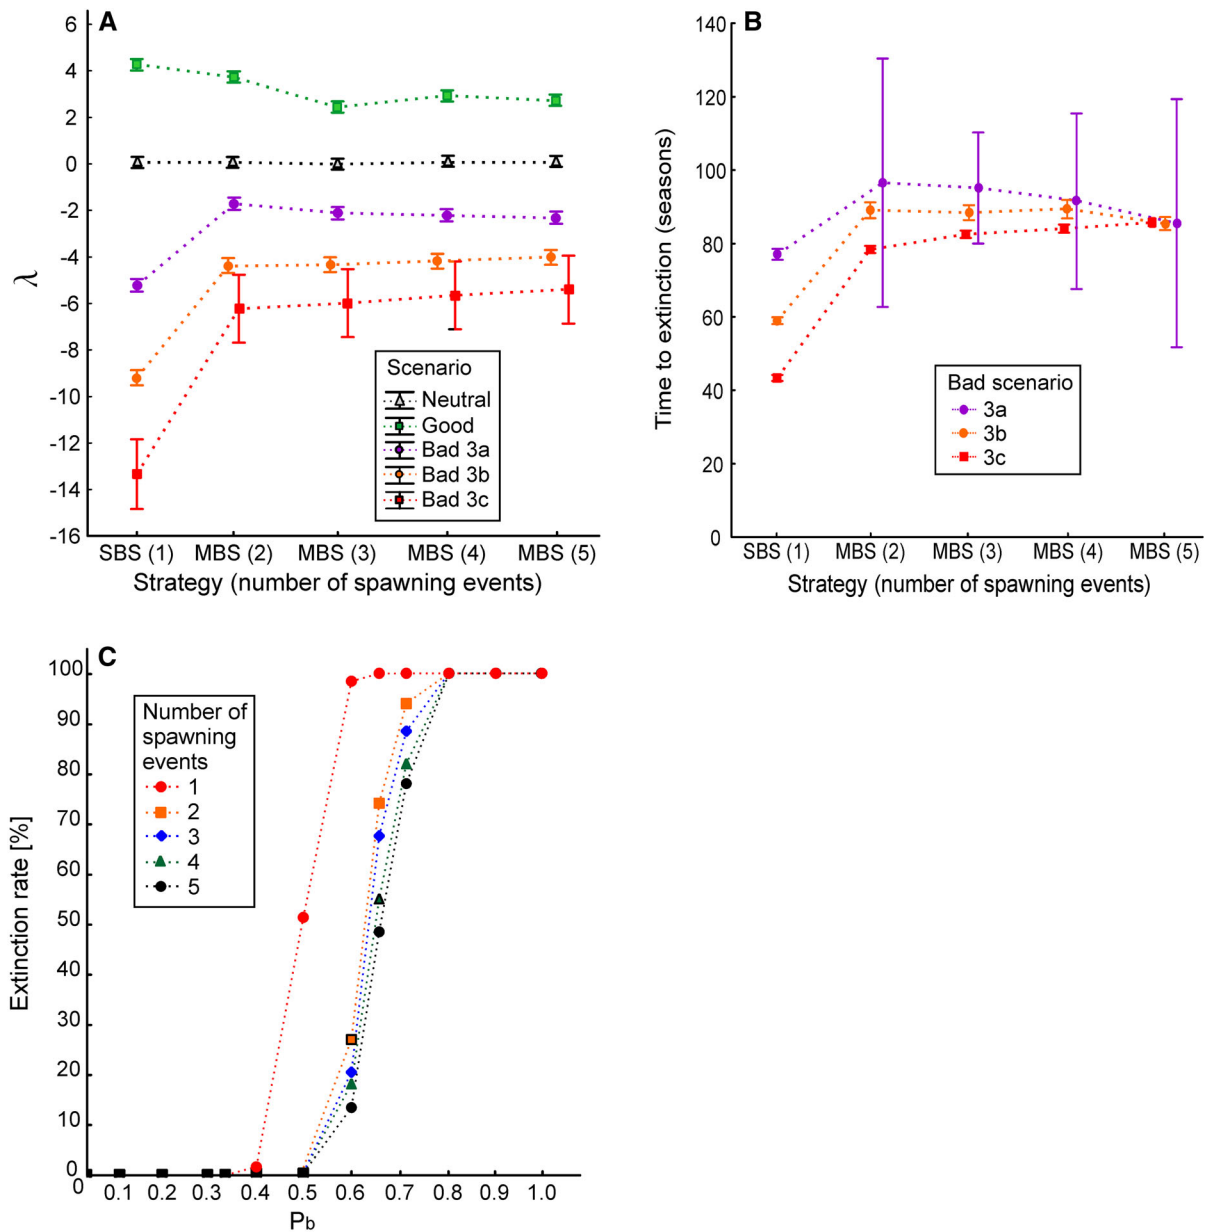 A
6
4
2
0
-2
-4
-6
-8
-10
-12
-14
-16
λ
SBS (1) MBS (2) MBS (3) MBS (4) MBS (5)
Strategy (number of spawning events)
Scenario
Neutral
Good
Bad 3a
Bad 3b
Bad 3c
B
140
120
100
80
60
40
20
0
Time to extinction (seasons)
SBS (1) MBS (2) MBS (3) MBS (4) MBS (5)
Strategy (number of spawning events)
Bad scenario
3a
3b
3c
C
100
90
80
70
60
50
40
30
20
10
0
Extinction rate [%]
0 0.1 0.2 0.3 0.4 0.5 0.6 0.7 0.8 0.9 1.0
Pb
Number of
spawning
events
1
2
3
4
5